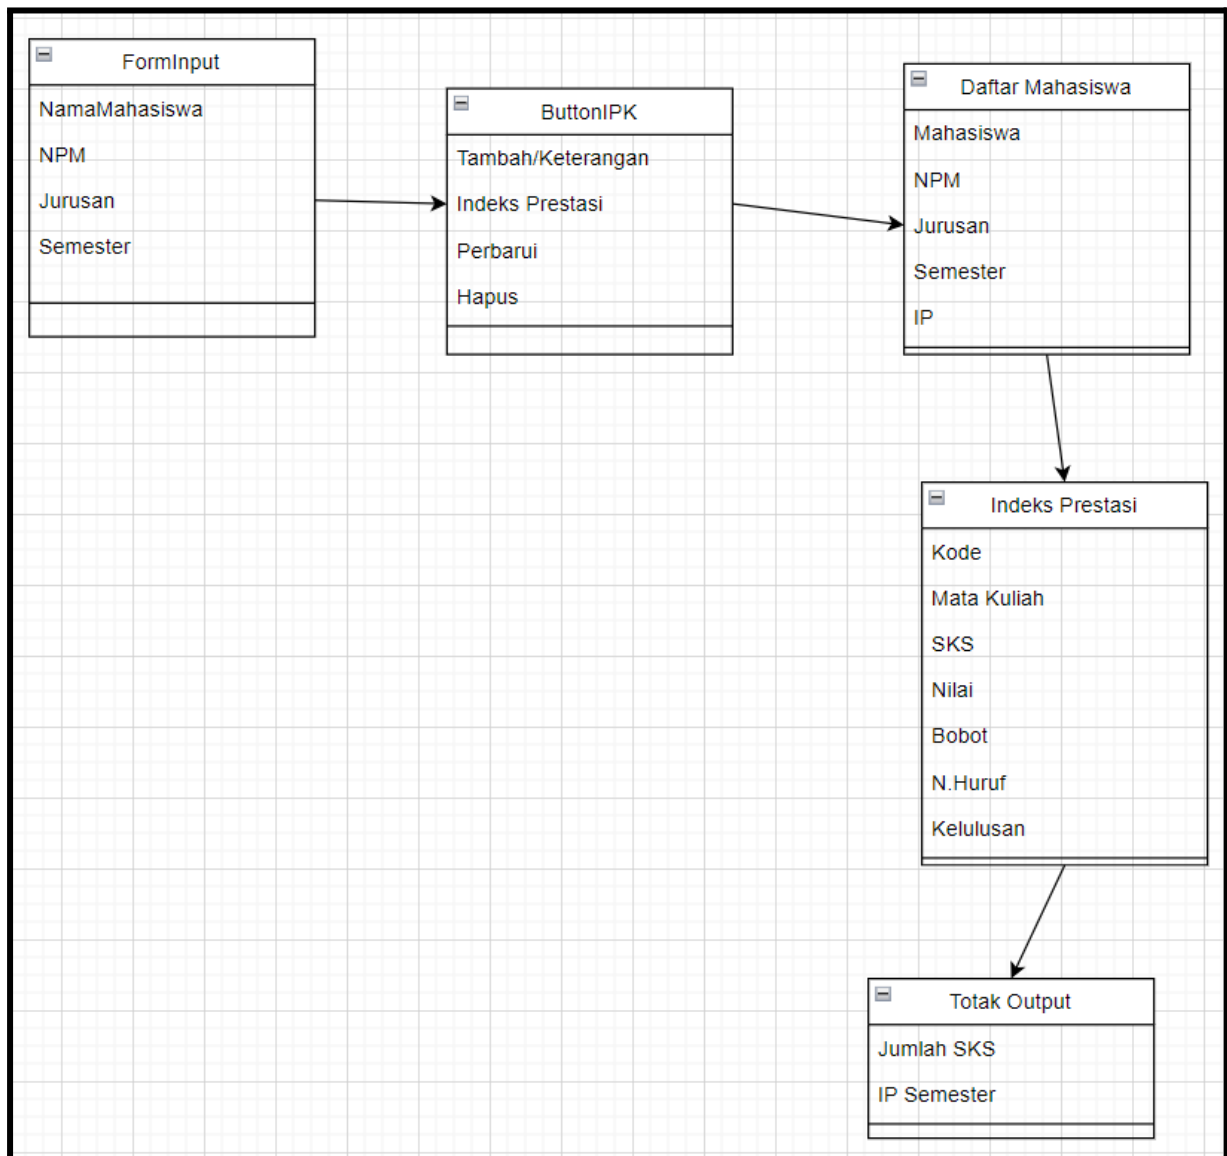 FormInput
NamaMahasiswa
NPM
Jurusan
Semester
ButtonIPK
Tambah/Keterangan
Indeks Prestasi
Perbarui
Hapus
Daftar Mahasiswa
Mahasiswa
NPM
Jurusan
Semester
IP
Indeks Prestasi
Kode
Mata Kuliah
SKS
Nilai
Bobot
N.Huruf
Kelulusan
Totak Output
Jumlah SKS
IP Semester